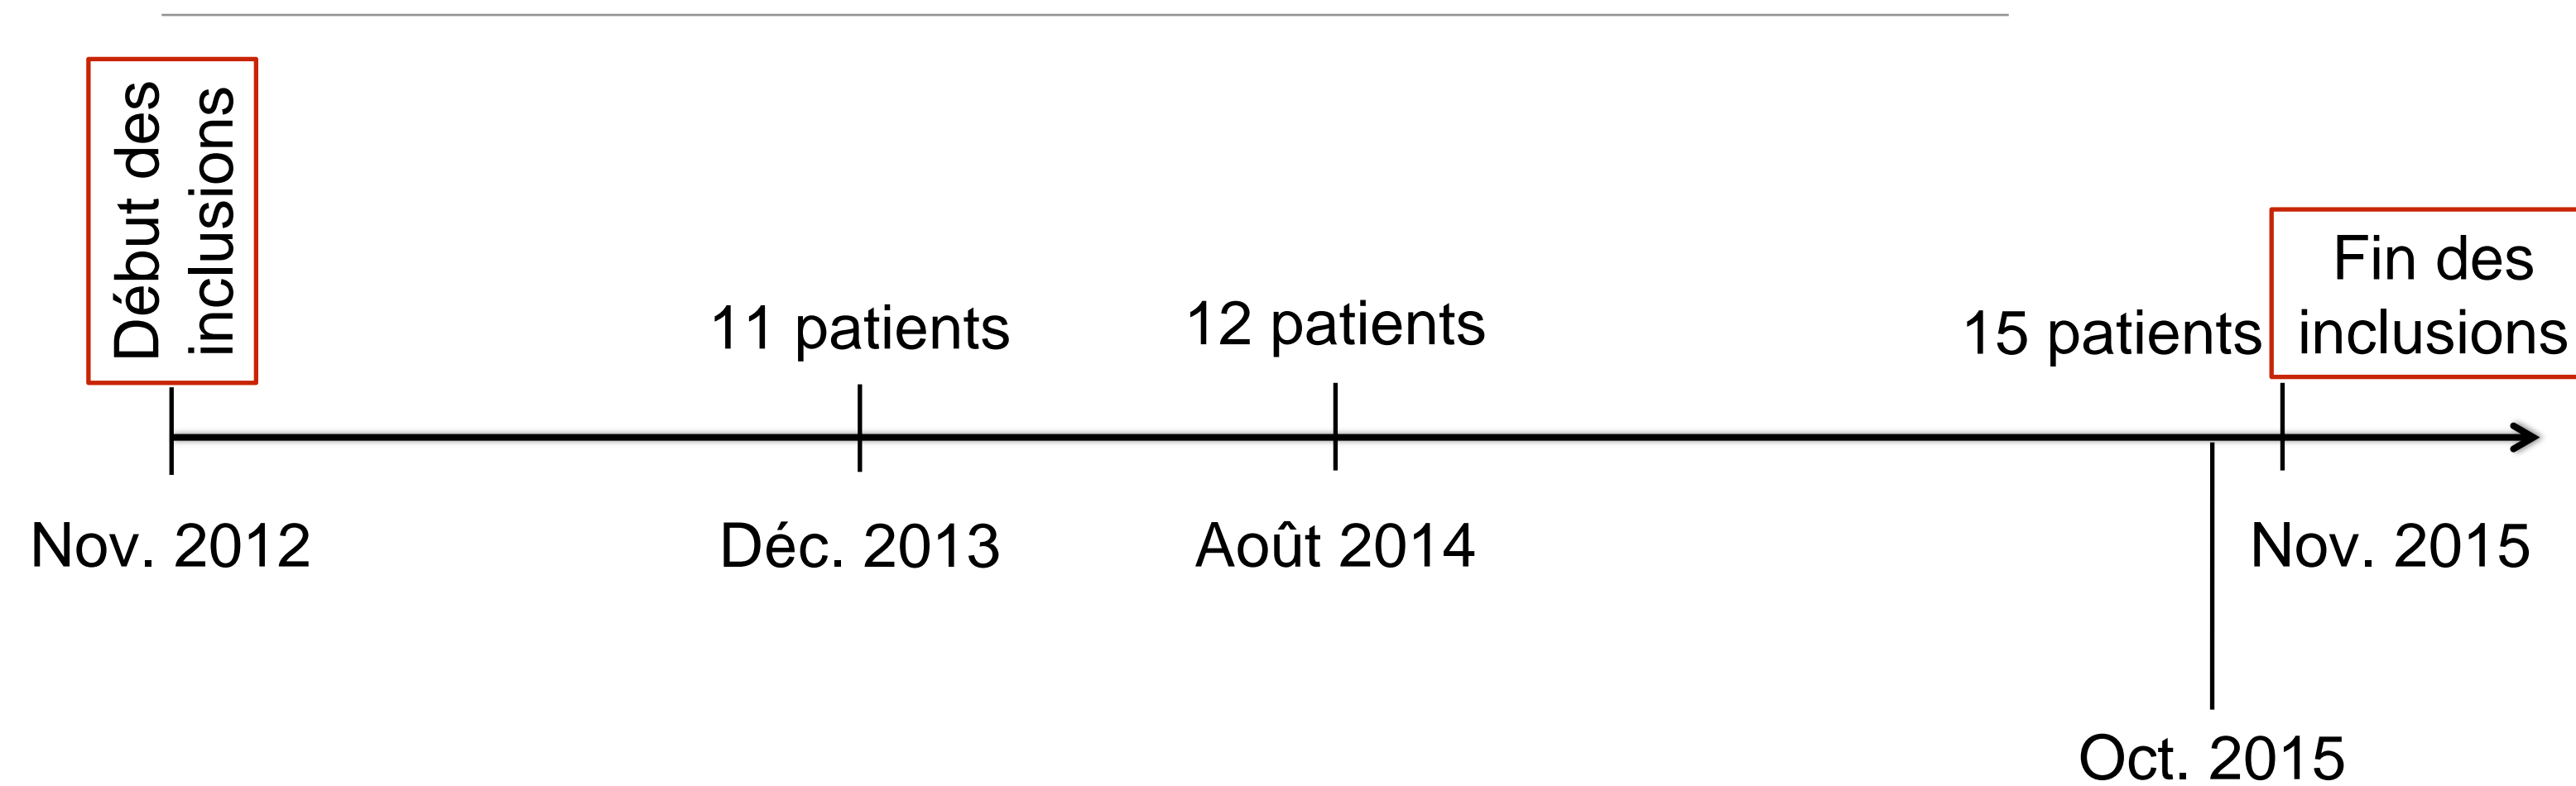 Début des
inclusions
11 patients
12 patients
15 patients
Fin des
inclusions
Nov. 2012
Déc. 2013
Août 2014
Nov. 2015
Oct. 2015